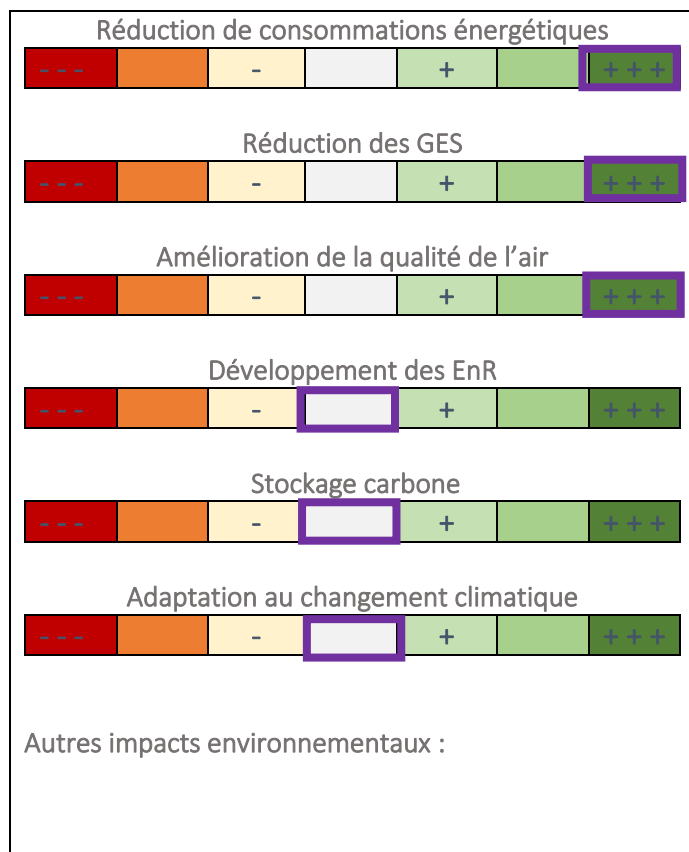 Réduction de consommations énergétiques
- - - - + + + +
Réduction des GES
- - - - + + + +
Amélioration de la qualité de l’air
- - - - + + + +
Développement des EnR
- - - - + + + +
Stockage carbone
- - - - + + + +
Adaptation au changement climatique
- - - - + + + +
Autres impacts environnementaux :